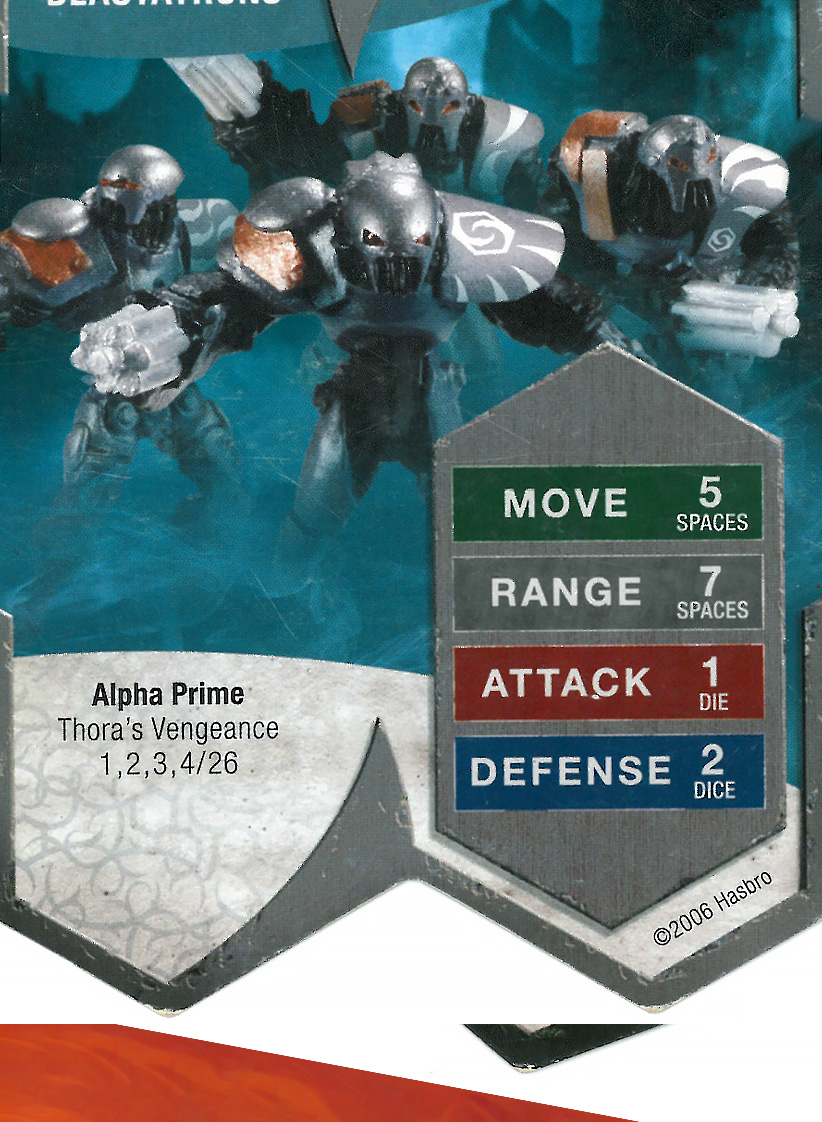 Alpha Prime
Thora's Vengeance
1,2,3,4/26
MOVE 5
SPACES
RANGE 7
SPACES
ATTACK 1
DIE
DEFENSE 2
DICE
©2006 Hasbro